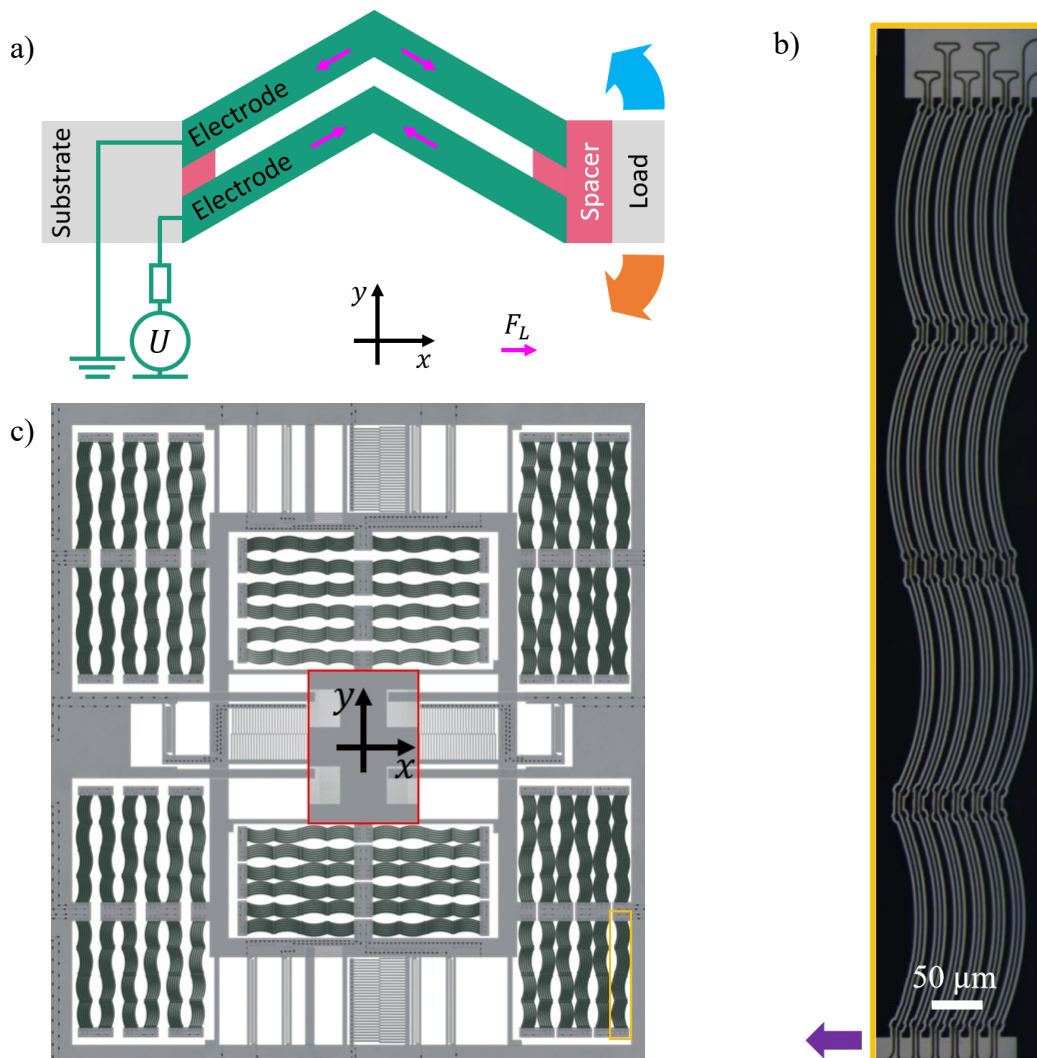 a)
Electrode
Electrode
Substrate
Spacer
Load
U
y
x
F_L
b)
50 µm
c)
y
x